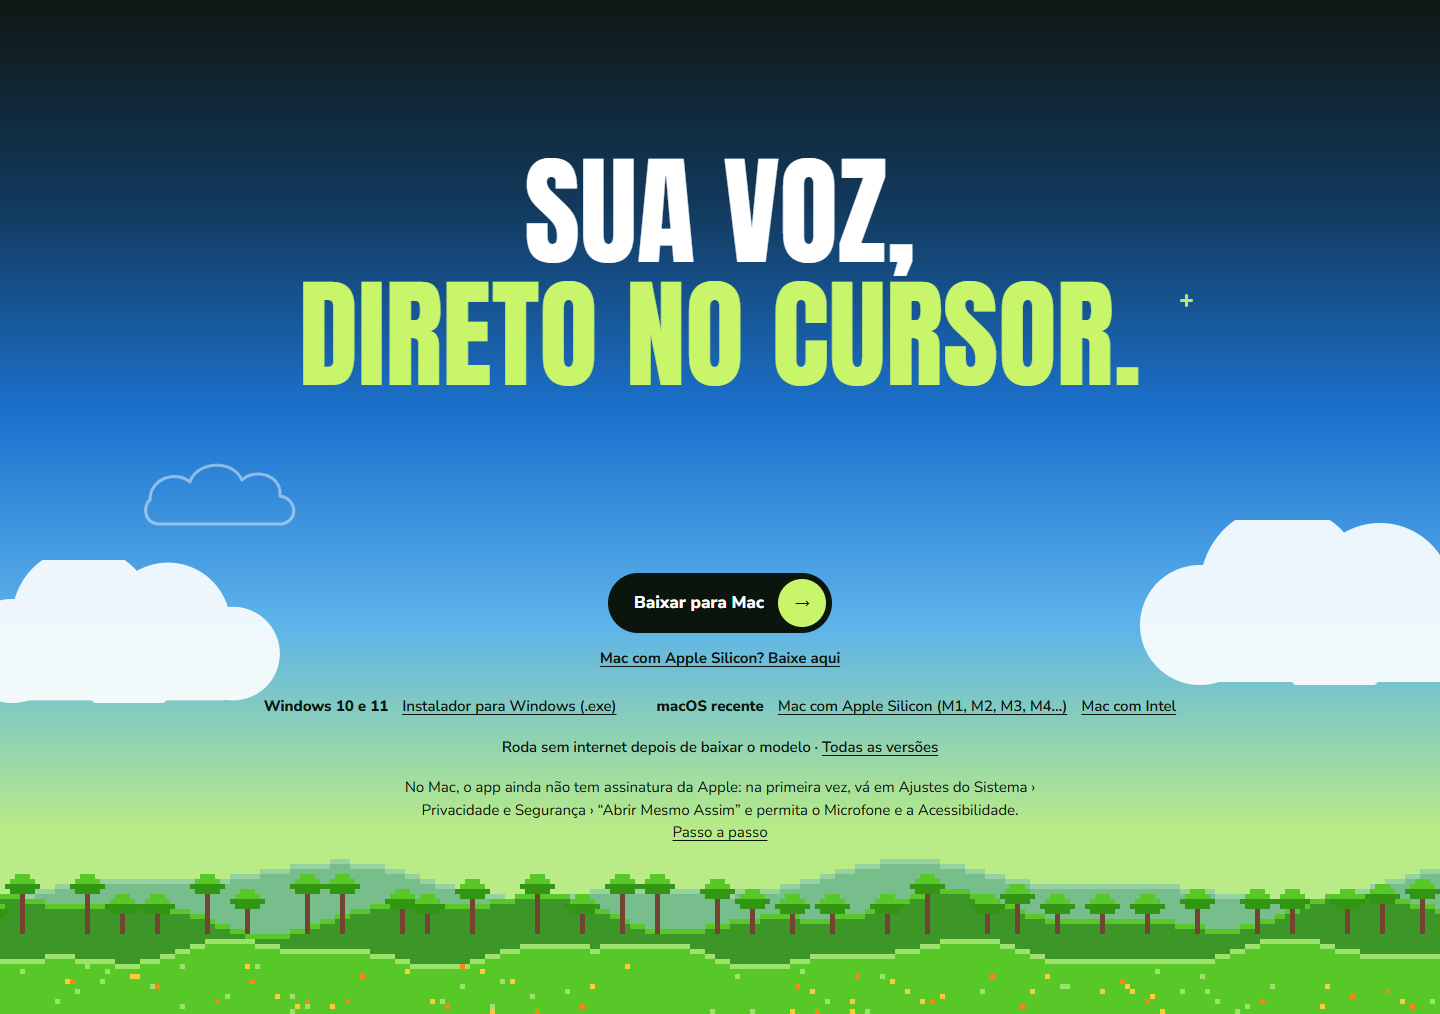 SUA VOZ,
DIRETO NO CURSOR.
Baixar para Mac →
Mac com Apple Silicon? Baixe aqui
Windows 10 e 11 Instalador para Windows (.exe) macOS recente Mac com Apple Silicon (M1, M2, M3, M4...) Mac com Intel
Roda sem internet depois de baixar o modelo · Todas as versões
No Mac, o app ainda não tem assinatura da Apple: na primeira vez, vá em Ajustes do Sistema ›
Privacidade e Segurança › “Abrir Mesmo Assim” e permita o Microfone e a Acessibilidade.
Passo a passo